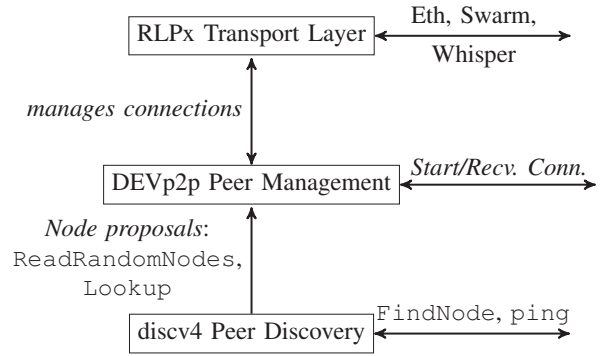 RLPx Transport Layer
Eth, Swarm,
Whisper
manages connections
DEVp2p Peer Management
Start/Recv. Conn.
Node proposals:
ReadRandomNodes,
Lookup
discv4 Peer Discovery
FindNode, ping